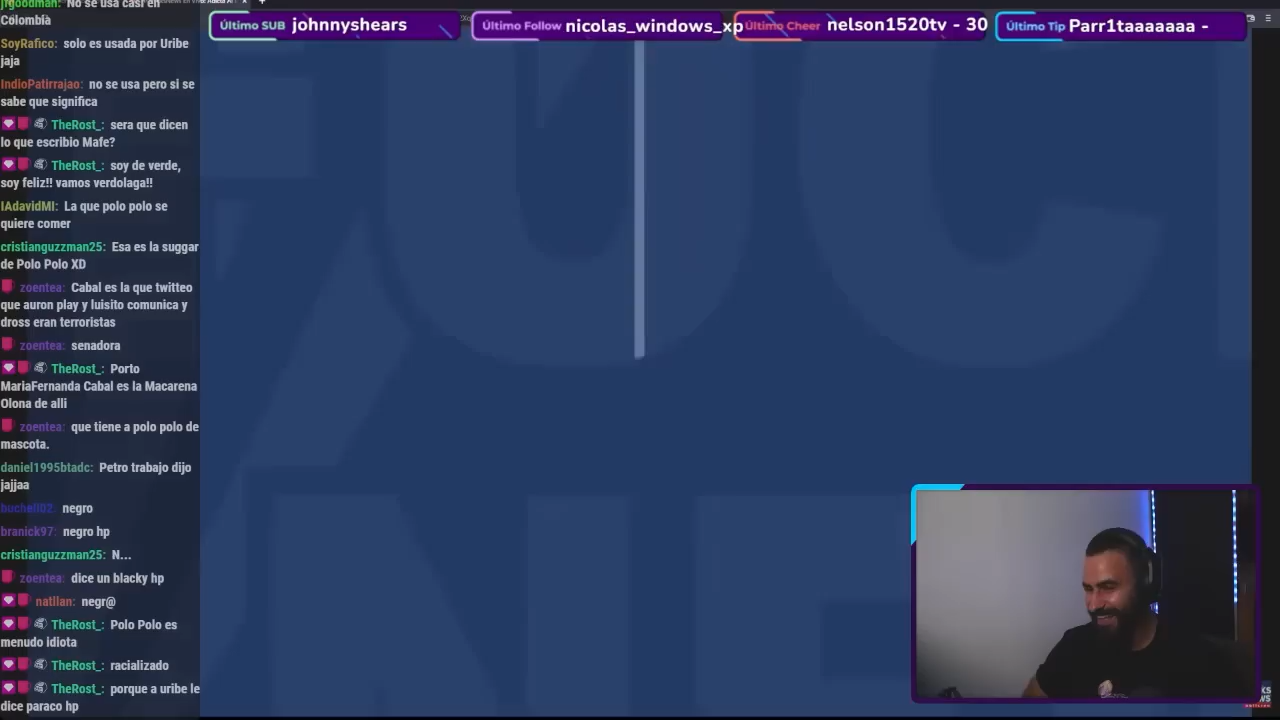 jrgoodman: No se usa casi en
Colombia
SoyRafico: solo es usada por Uribe
jaja
IndioPatirrajao: no se usa pero si se
sabe que significa
TheRost_: sera que dicen
lo que escribio Mafe?
TheRost_: soy de verde,
soy feliz!! vamos verdolaga!!
IAdavidMI: La que polo polo se
quiere comer
cristianguzzman25: Esa es la suggar
de Polo Polo XD
zoentea: Cabal es la que twitteo
que auron play y luisito comunica y
dross eran terroristas
zoentea: senadora
TheRost_: Porto
MariaFernanda Cabal es la Macarena
Olona de alli
zoentea: que tiene a polo polo de
mascota.
daniel1995btadc: Petro trabajo dijo
jajjaa
negro
branick97: negro hp
cristianguzzman25: N...
zoentea: dice un blacky hp
natllan: negr@
TheRost_: Polo Polo es
menudo idiota
TheRost_: racializado
TheRost_: porque a uribe le
dice paraco hp
Último SUB johnnyshears
Último Follow nicolas_windows_xp
Último Cheer nelson1520tv - 30
Último Tip Parr1taaaaaaa -